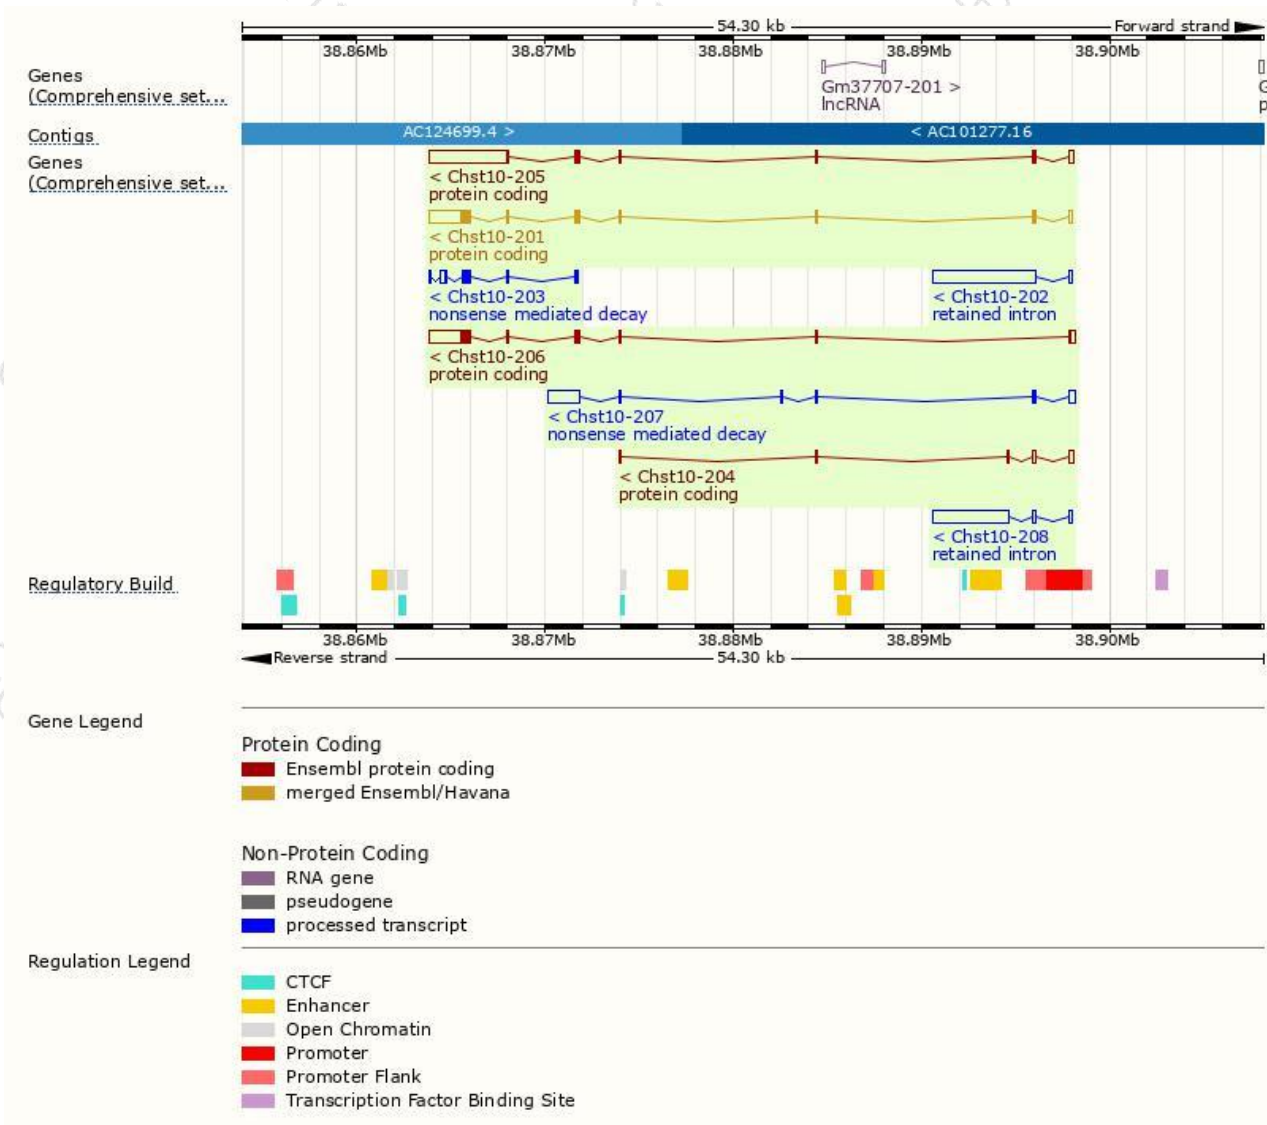 54.30 kb
Forward strand
38.86Mb 38.87Mb 38.88Mb 38.89Mb 38.90Mb
Genes
(Comprehensive set...
Gm37707-201 >
lncRNA
Contigs
AC124699.4 >
< AC101277.16
Genes
(Comprehensive set...
< Chst10-205
protein coding
< Chst10-201
protein coding
< Chst10-203
nonsense mediated decay
< Chst10-202
retained intron
< Chst10-206
protein coding
< Chst10-207
nonsense mediated decay
< Chst10-204
protein coding
< Chst10-208
retained intron
Regulatory Build
38.86Mb 38.87Mb 38.88Mb 38.89Mb 38.90Mb
Reverse strand
54.30 kb
Gene Legend
Protein Coding
Ensembl protein coding
merged Ensembl/Havana
Non-Protein Coding
RNA gene
pseudogene
processed transcript
Regulation Legend
CTCF
Enhancer
Open Chromatin
Promoter
Promoter Flank
Transcription Factor Binding Site